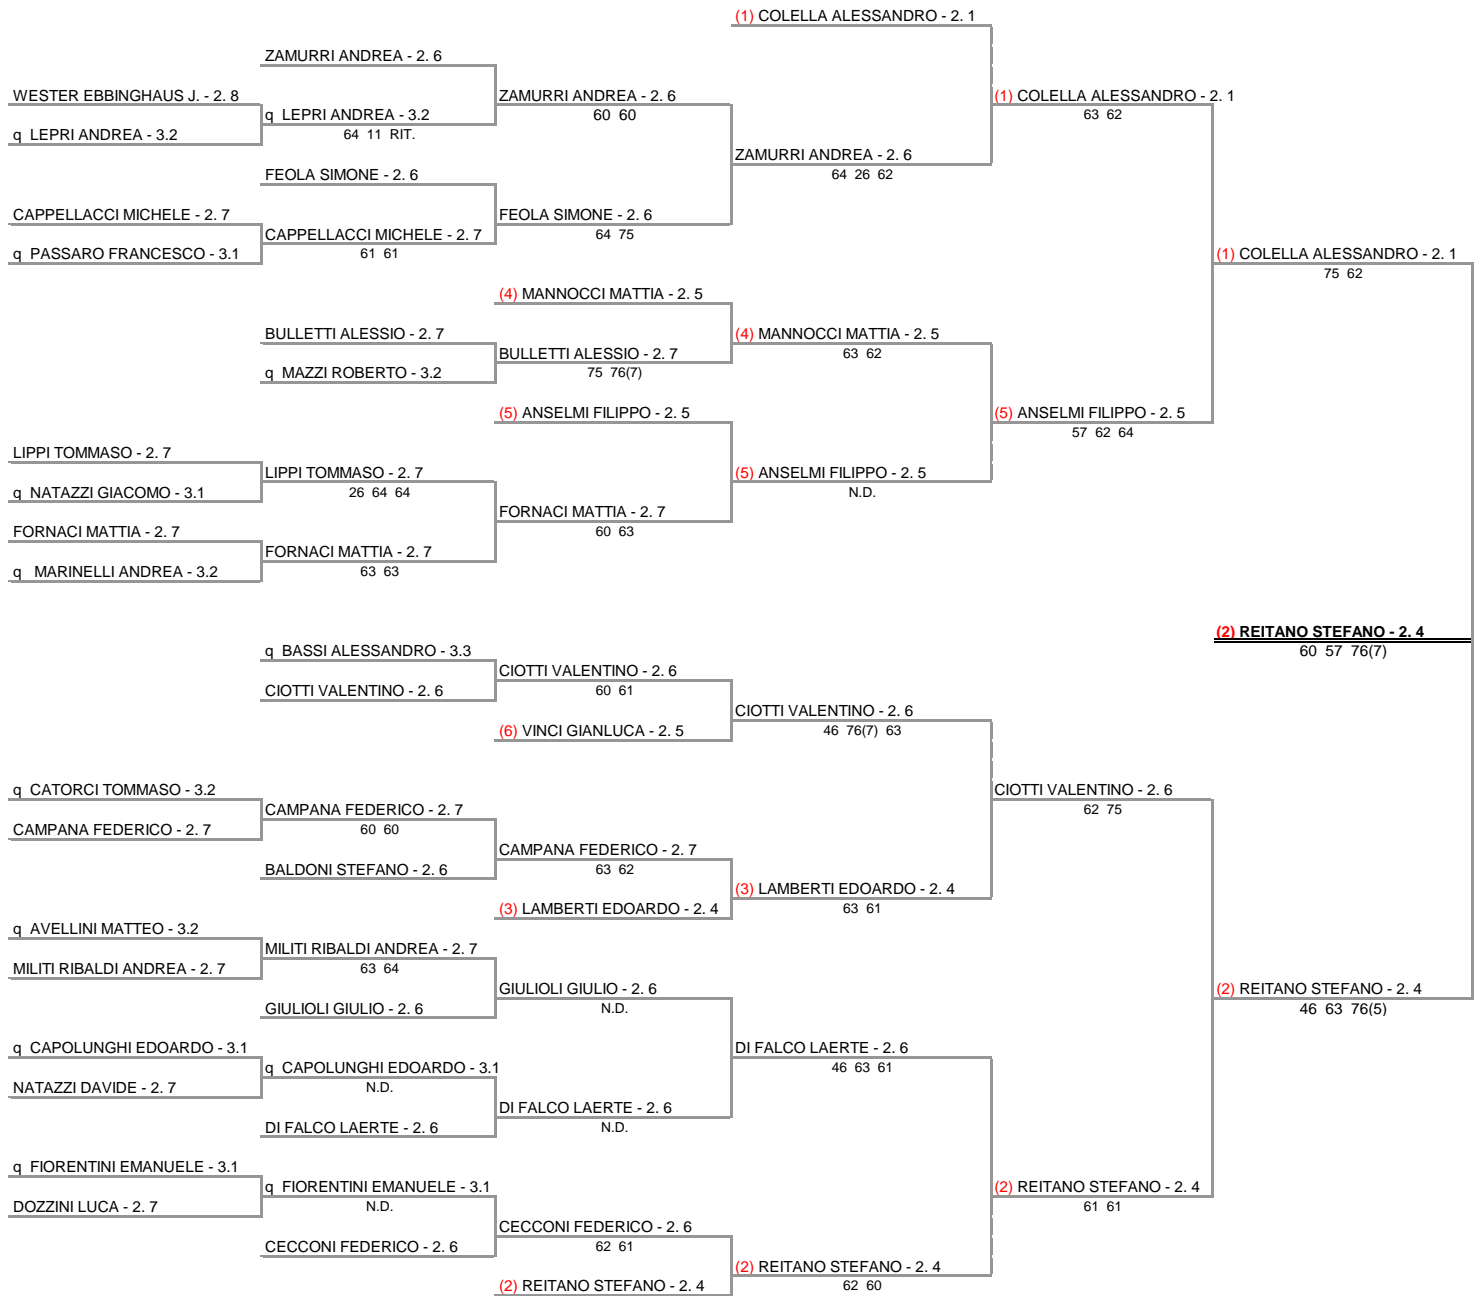 (1) COLELLA ALESSANDRO - 2. 1
ZAMURRI ANDREA - 2. 6
WESTER EBBINGHAUS J. - 2. 8
ZAMURRI ANDREA - 2. 6
(1) COLELLA ALESSANDRO - 2. 1
q LEPRI ANDREA - 3.2
60 60
63 62
q LEPRI ANDREA - 3.2
64 11 RIT.
ZAMURRI ANDREA - 2. 6
64 26 62
FEOLA SIMONE - 2. 6
CAPPELLACCI MICHELE - 2. 7
FEOLA SIMONE - 2. 6
CAPPELLACCI MICHELE - 2. 7
64 75
q PASSARO FRANCESCO - 3.1
61 61
(1) COLELLA ALESSANDRO - 2. 1
75 62
(4) MANNOCCI MATTIA - 2. 5
BULLETTI ALESSIO - 2. 7
(4) MANNOCCI MATTIA - 2. 5
BULLETTI ALESSIO - 2. 7
63 62
q MAZZI ROBERTO - 3.2
75 76(7)
(5) ANSELMI FILIPPO - 2. 5
(5) ANSELMI FILIPPO - 2. 5
57 62 64
LIPPI TOMMASO - 2. 7
LIPPI TOMMASO - 2. 7
(5) ANSELMI FILIPPO - 2. 5
q NATAZZI GIACOMO - 3.1
26 64 64
N.D.
FORNACI MATTIA - 2. 7
FORNACI MATTIA - 2. 7
60 63
FORNACI MATTIA - 2. 7
q MARINELLI ANDREA - 3.2
63 63
(2) REITANO STEFANO - 2. 4
60 57 76(7)
q BASSI ALESSANDRO - 3.3
CIOTTI VALENTINO - 2. 6
CIOTTI VALENTINO - 2. 6
60 61
CIOTTI VALENTINO - 2. 6
(6) VINCI GIANLUCA - 2. 5
46 76(7) 63
q CATORCI TOMMASO - 3.2
CIOTTI VALENTINO - 2. 6
CAMPANA FEDERICO - 2. 7
62 75
CAMPANA FEDERICO - 2. 7
60 60
CAMPANA FEDERICO - 2. 7
BALDONI STEFANO - 2. 6
63 62
(3) LAMBERTI EDOARDO - 2. 4
(3) LAMBERTI EDOARDO - 2. 4
63 61
q AVELLINI MATTEO - 3.2
MILITI RIBALDI ANDREA - 2. 7
MILITI RIBALDI ANDREA - 2. 7
63 64
GIULIOLI GIULIO - 2. 6
(2) REITANO STEFANO - 2. 4
GIULIOLI GIULIO - 2. 6
N.D.
46 63 76(5)
q CAPOLUNGHI EDOARDO - 3.1
DI FALCO LAERTE - 2. 6
q CAPOLUNGHI EDOARDO - 3.1
46 63 61
NATAZZI DAVIDE - 2. 7
N.D.
DI FALCO LAERTE - 2. 6
DI FALCO LAERTE - 2. 6
N.D.
q FIORENTINI EMANUELE - 3.1
q FIORENTINI EMANUELE - 3.1
(2) REITANO STEFANO - 2. 4
DOZZINI LUCA - 2. 7
N.D.
61 61
CECCONI FEDERICO - 2. 6
CECCONI FEDERICO - 2. 6
62 61
(2) REITANO STEFANO - 2. 4
(2) REITANO STEFANO - 2. 4
62 60